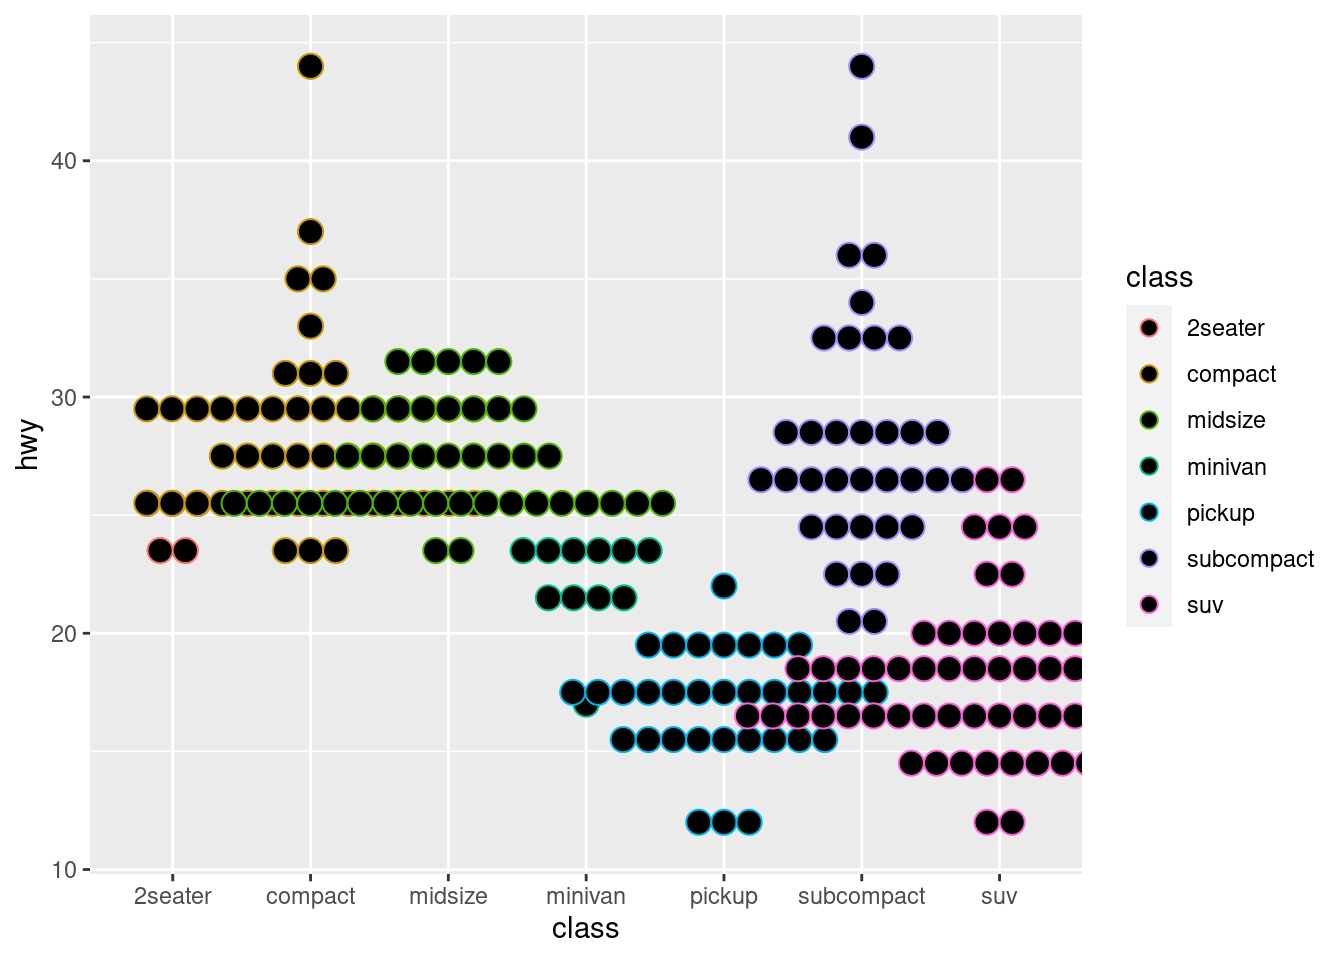 hwy
40
30
20
10
2seater compact midsize minivan pickup subcompact suv
class
class
2seater
compact
midsize
minivan
pickup
subcompact
suv